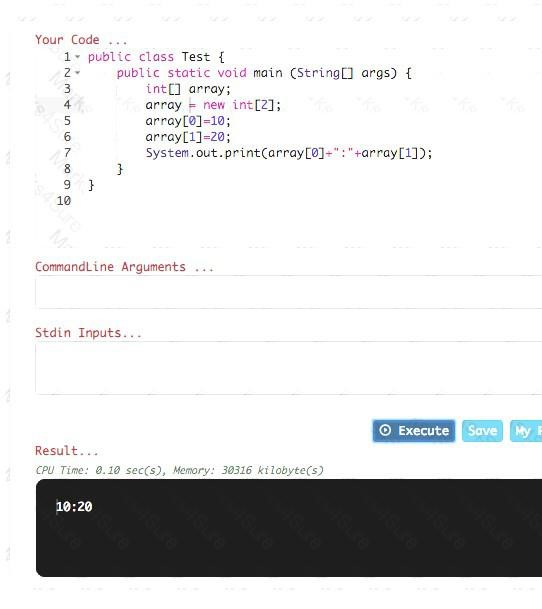 Your Code ...
1 public class Test {
2 public static void main (String[] args) {
3 int[] array;
4 array = new int[2];
5 array[0]=10;
6 array[1]=20;
7 System.out.print(array[0]+":"+array[1]);
8 }
9 }
10
CommandLine Arguments ...
Stdin Inputs...
Execute Save My
Result...
CPU Time: 0.10 sec(s), Memory: 30316 kilobyte(s)
10:20